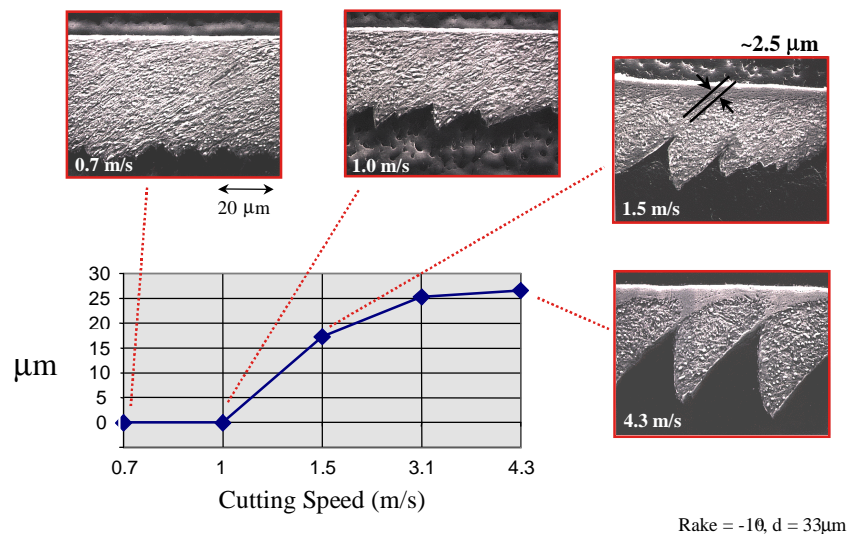 ~2.5 μm
0.7 m/s
1.0 m/s
1.5 m/s
20 μm
30
25
20
15
10
5
0
μm
0.7 1 1.5 3.1 4.3
Cutting Speed (m/s)
4.3 m/s
Rake = -10, d = 33μm